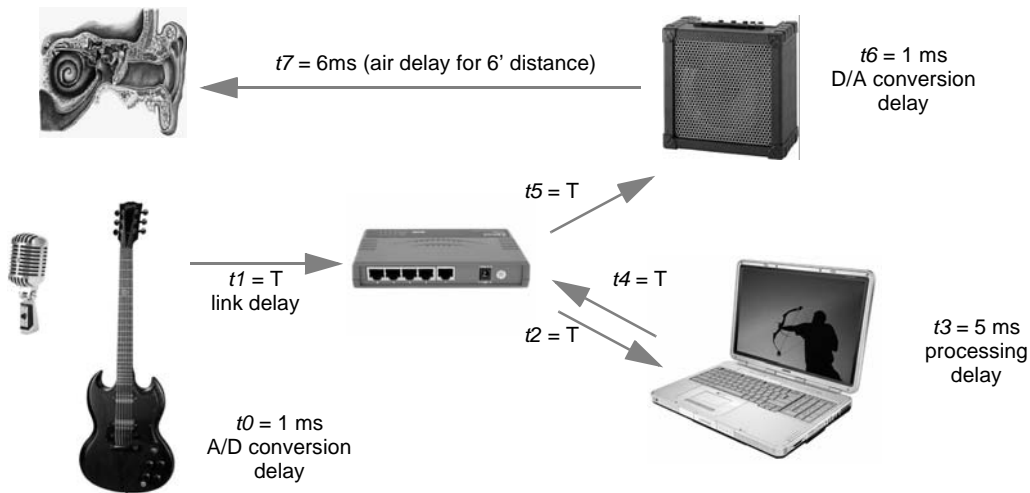 t7 = 6ms (air delay for 6' distance)
t6 = 1 ms
D/A conversion
delay
t5 = T
t1 = T
link delay
t4 = T
t2 = T
t3 = 5 ms
processing
delay
t0 = 1 ms
A/D conversion
delay